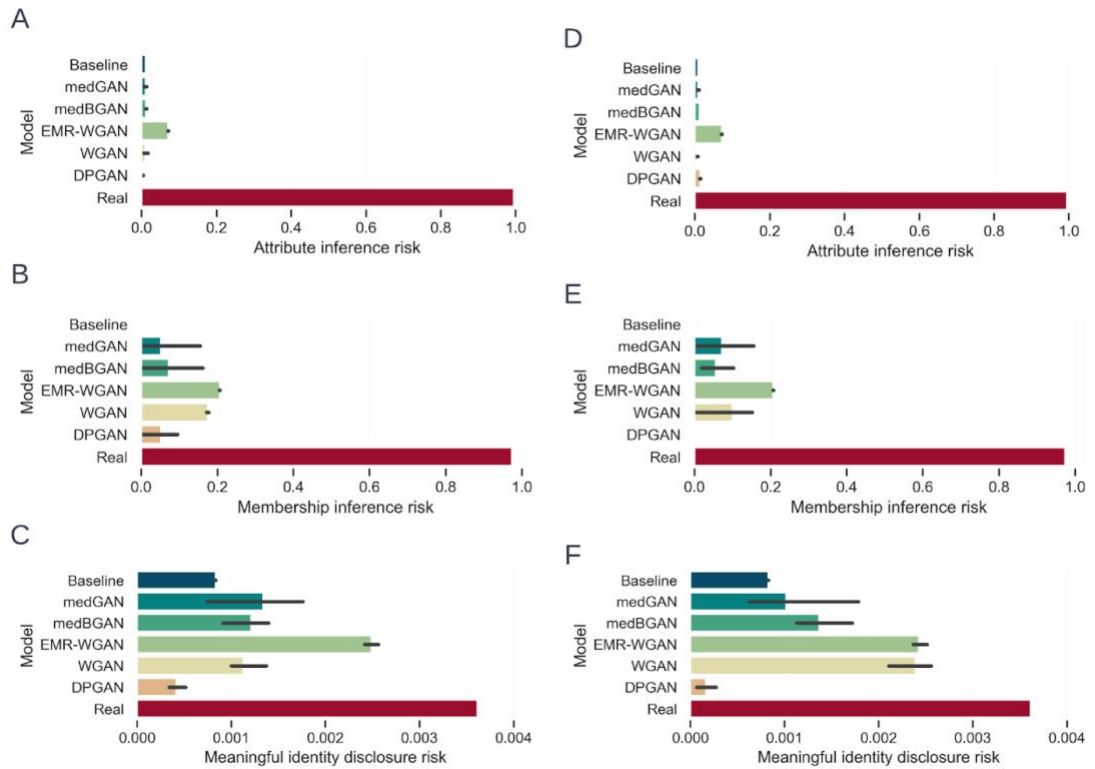 A
Model
Baseline
medGAN
medBGAN
EMR-WGAN
WGAN
DPGAN
Real
0.0 0.2 0.4 0.6 0.8 1.0
Attribute inference risk
D
Model
Baseline
medGAN
medBGAN
EMR-WGAN
WGAN
DPGAN
Real
0.0 0.2 0.4 0.6 0.8 1.0
Attribute inference risk
B
Model
Baseline
medGAN
medBGAN
EMR-WGAN
WGAN
DPGAN
Real
0.0 0.2 0.4 0.6 0.8 1.0
Membership inference risk
E
Model
Baseline
medGAN
medBGAN
EMR-WGAN
WGAN
DPGAN
Real
0.0 0.2 0.4 0.6 0.8 1.0
Membership inference risk
C
Model
Baseline
medGAN
medBGAN
EMR-WGAN
WGAN
DPGAN
Real
0.000 0.001 0.002 0.003 0.004
Meaningful identity disclosure risk
F
Model
Baseline
medGAN
medBGAN
EMR-WGAN
WGAN
DPGAN
Real
0.000 0.001 0.002 0.003 0.004
Meaningful identity disclosure risk